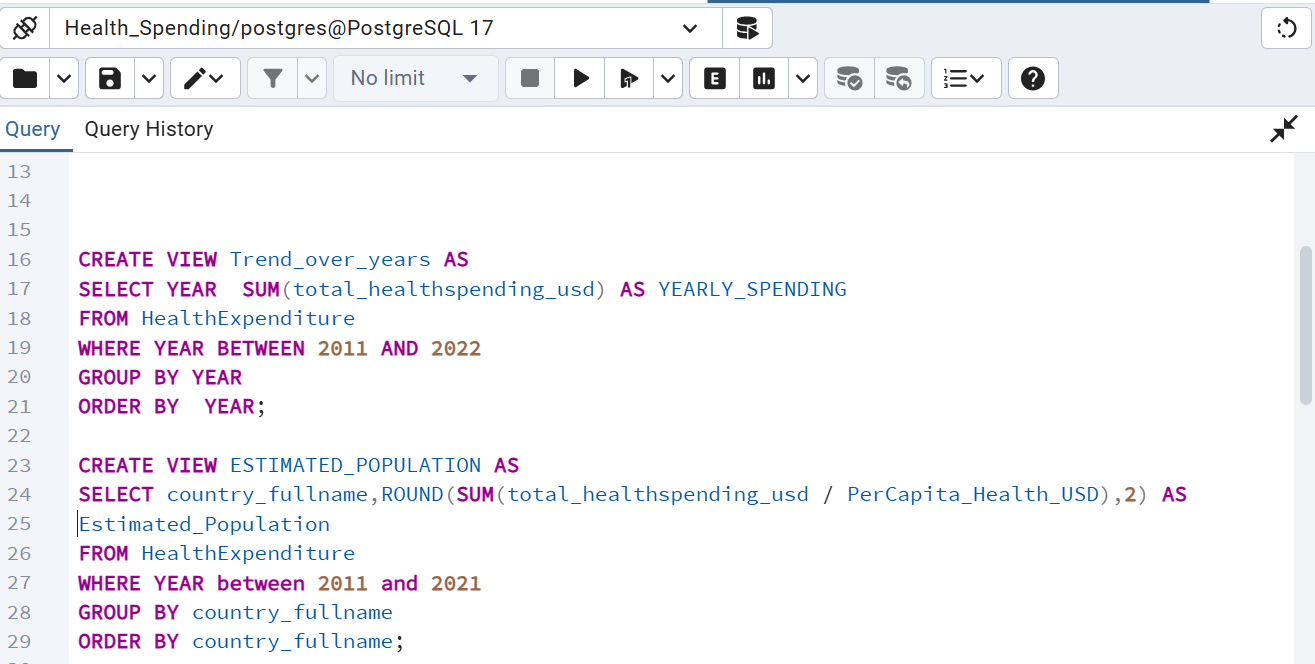 Health_Spending/postgres@PostgreSQL 17
No limit
E
Query Query History
13
14
15
16 CREATE VIEW Trend_over_years AS
17 SELECT YEAR  SUM(total_healthspending_usd) AS YEARLY_SPENDING
18 FROM HealthExpenditure
19 WHERE YEAR BETWEEN 2011 AND 2022
20 GROUP BY YEAR
21 ORDER BY  YEAR;
22
23 CREATE VIEW ESTIMATED_POPULATION AS
24 SELECT country_fullname,ROUND(SUM(total_healthspending_usd / PerCapita_Health_USD),2) AS
25 Estimated_Population
26 FROM HealthExpenditure
27 WHERE YEAR between 2011 and 2021
28 GROUP BY country_fullname
29 ORDER BY country_fullname;